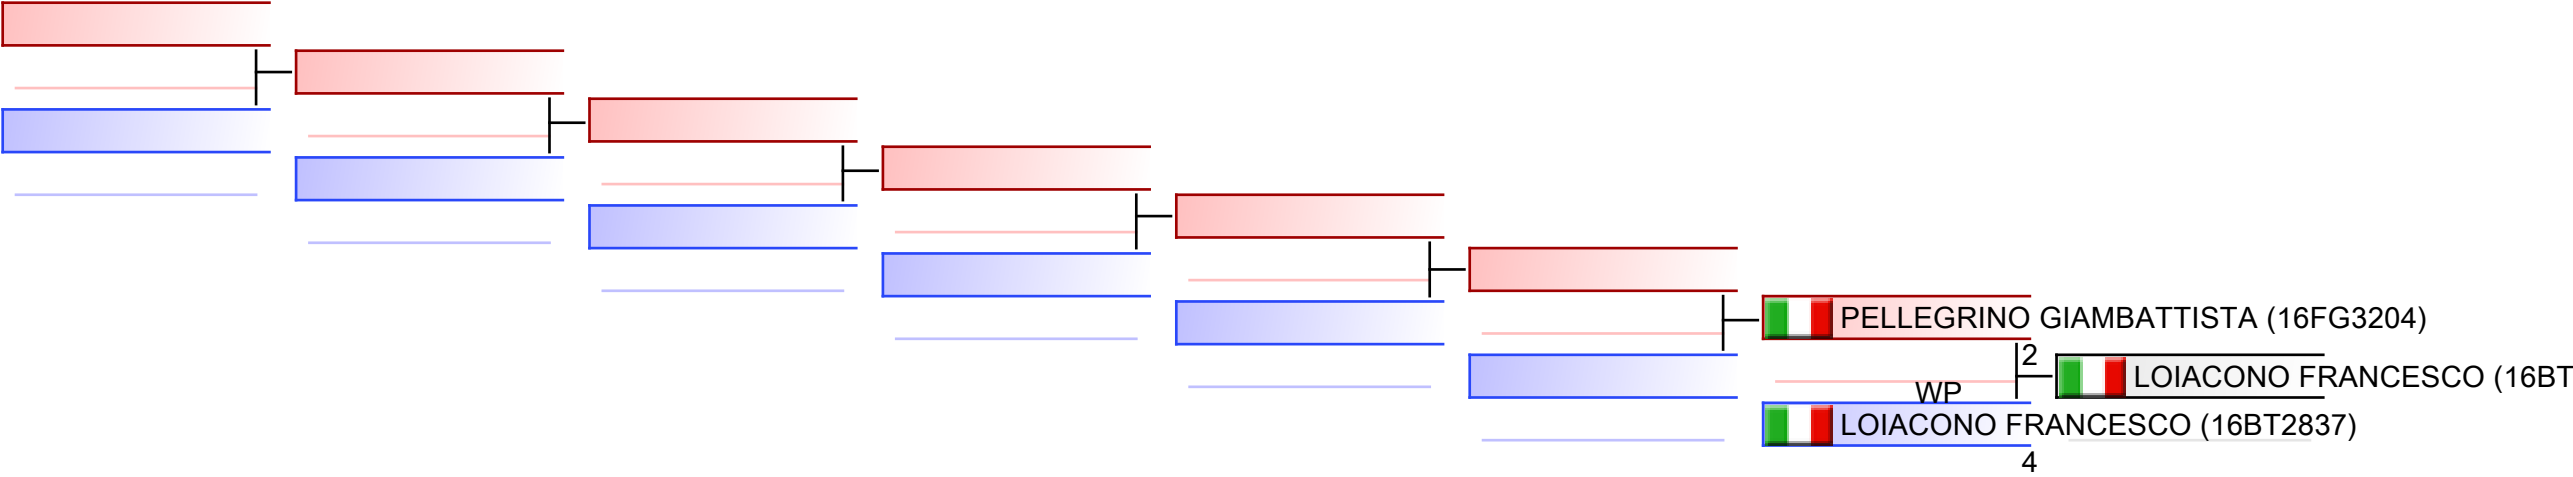 PELLEGRINO GIAMBATTISTA (16FG3204)
2
LOIACONO FRANCESCO (16BT
WP
LOIACONO FRANCESCO (16BT2837)
4